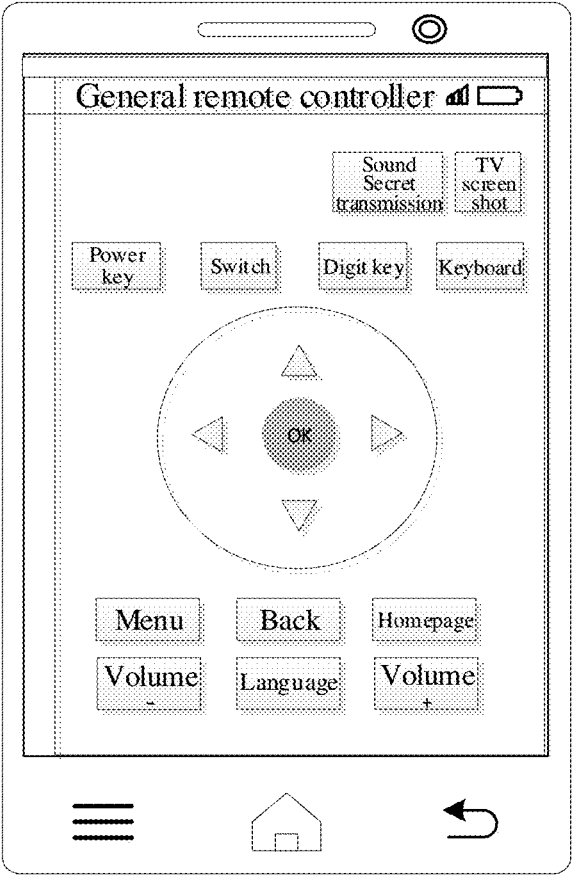 General remote controller
Sound
Secret
transmission
TV
screen
shot
Power
key
Switch
Digit key
Keyboard
OK
Menu
Back
Homepage
Volume
-
Language
Volume
+